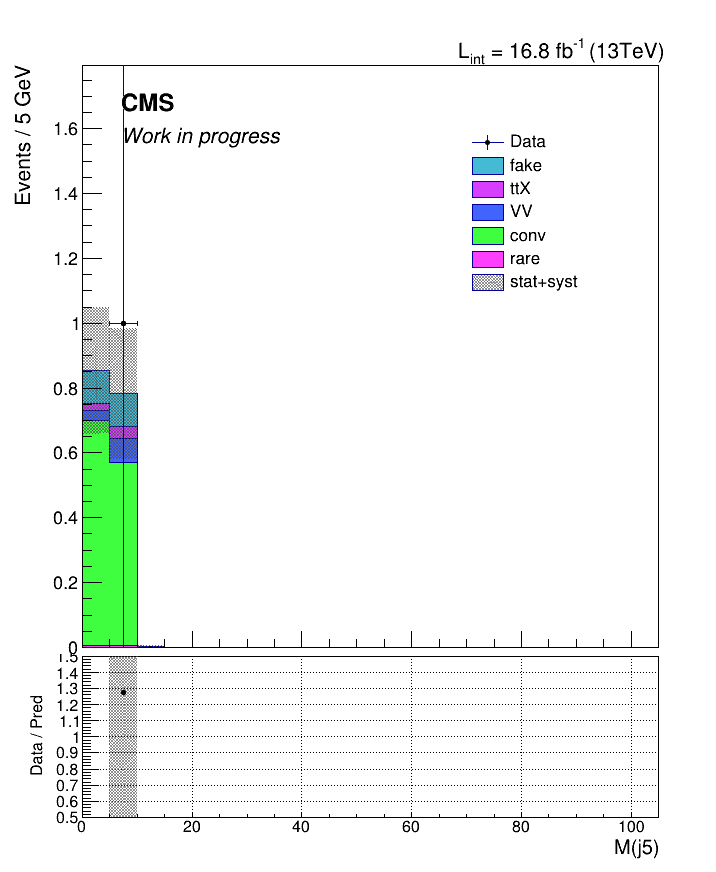 L_int = 16.8 fb^-1 (13TeV)
Events / 5 GeV
CMS
Work in progress
Data
fake
ttX
VV
conv
rare
stat+syst
1.6
1.4
1.2
1
0.8
0.6
0.4
0.2
0
Data / Pred
1.5
1.4
1.3
1.2
1.1
1
0.9
0.8
0.7
0.6
0.5
0 20 40 60 80 100
M(j5)